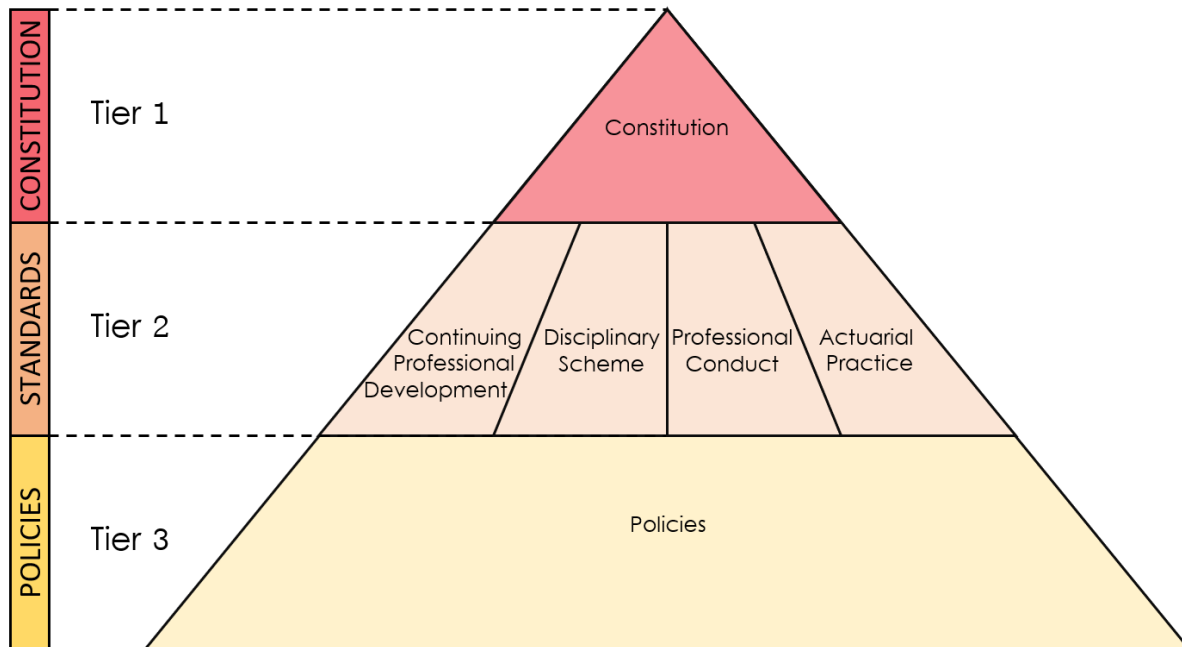 CONSTITUTION
Tier 1
Constitution
STANDARDS
Tier 2
Continuing
Professional
Development
Disciplinary
Scheme
Professional
Conduct
Actuarial
Practice
POLICIES
Tier 3
Policies